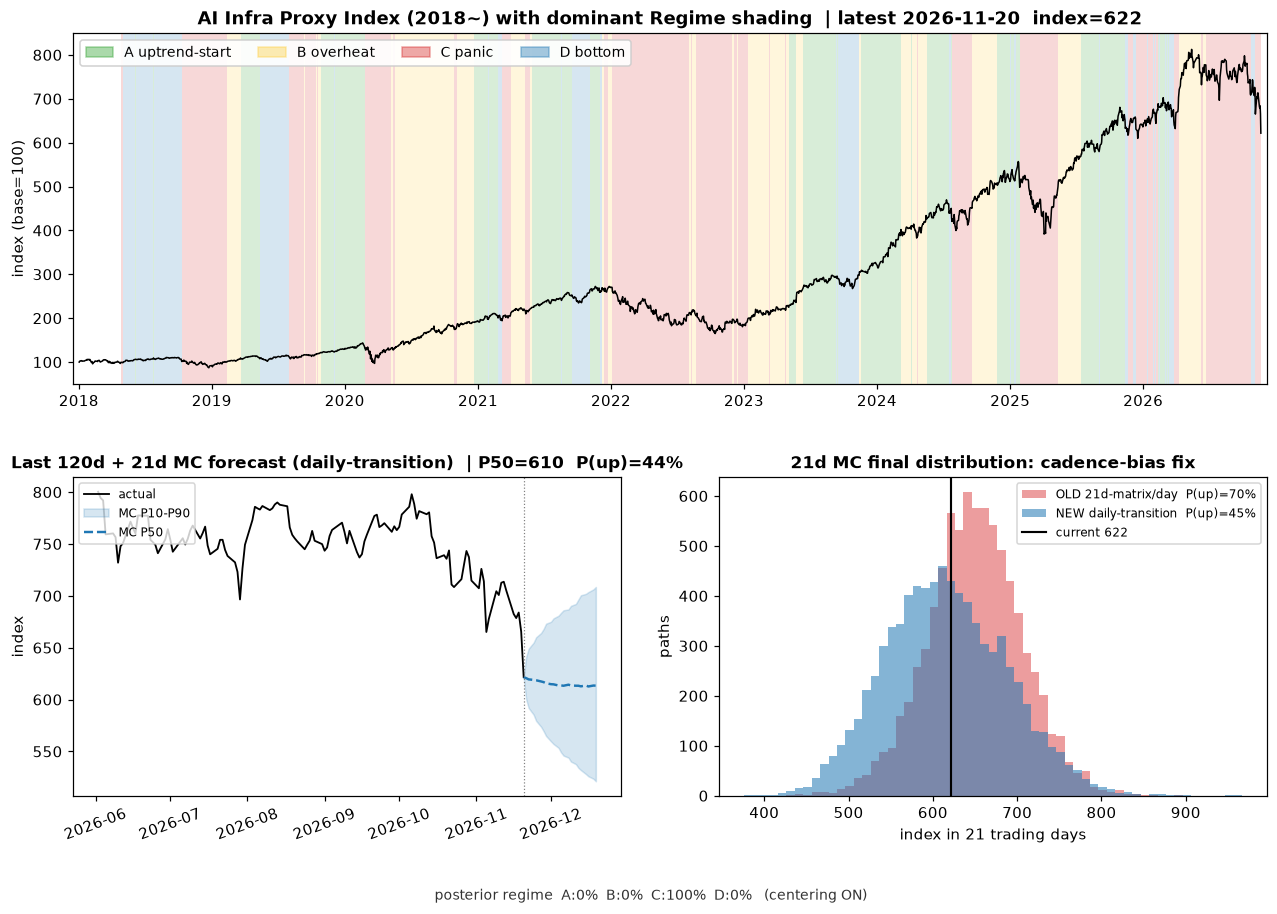 AI Infra Proxy Index (2018~) with dominant Regime shading | latest 2026-11-20 index=622
A uptrend-start
B overheat
C panic
D bottom
index (base=100)
800
700
600
500
400
300
200
100
2018
2019
2020
2021
2022
2023
2024
2025
2026
Last 120d + 21d MC forecast (daily-transition) | P50=610 P(up)=44%
actual
MC P10-P90
MC P50
index
800
750
700
650
600
550
2026-06
2026-07
2026-08
2026-09
2026-10
2026-11
2026-12
21d MC final distribution: cadence-bias fix
OLD 21d-matrix/day P(up)=70%
NEW daily-transition P(up)=45%
current 622
paths
600
500
400
300
200
100
0
400
500
600
700
800
900
index in 21 trading days
posterior regime A:0% B:0% C:100% D:0% (centering ON)